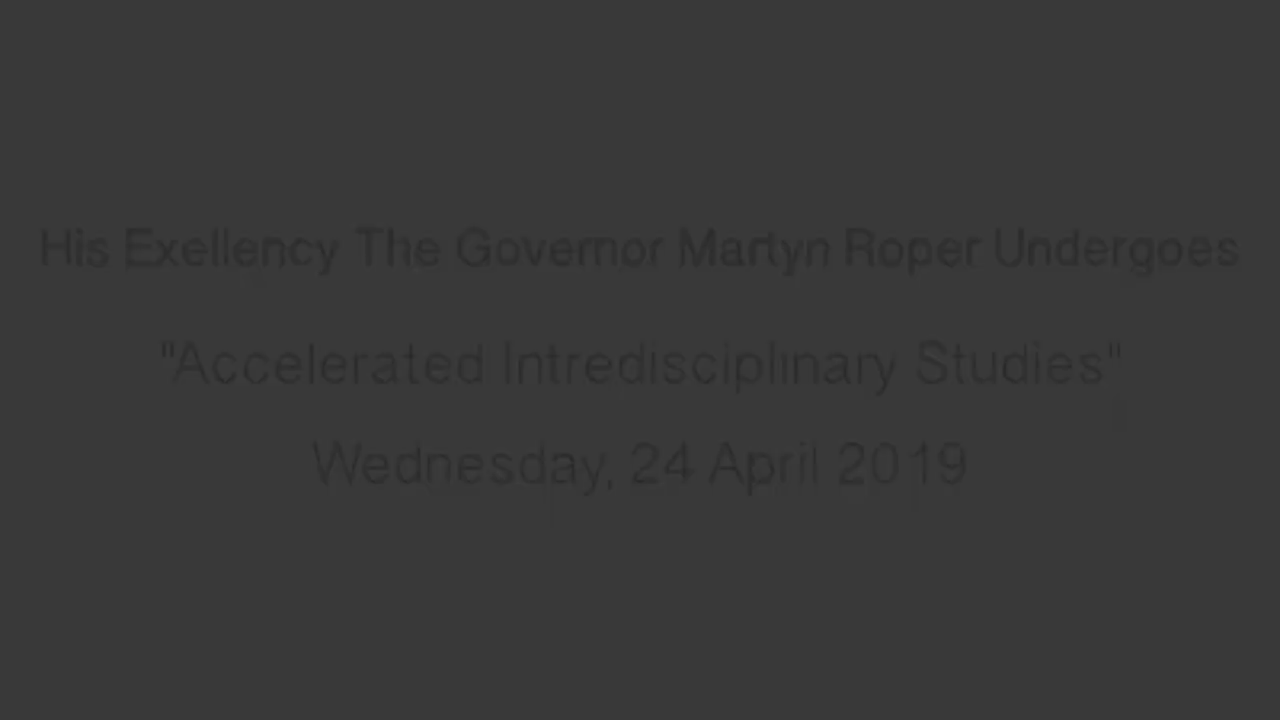 His Exellency The Governor Martyn Roper Undergoes
"Accelerated Intredisciplinary Studies"
Wednesday, 24 April 2019